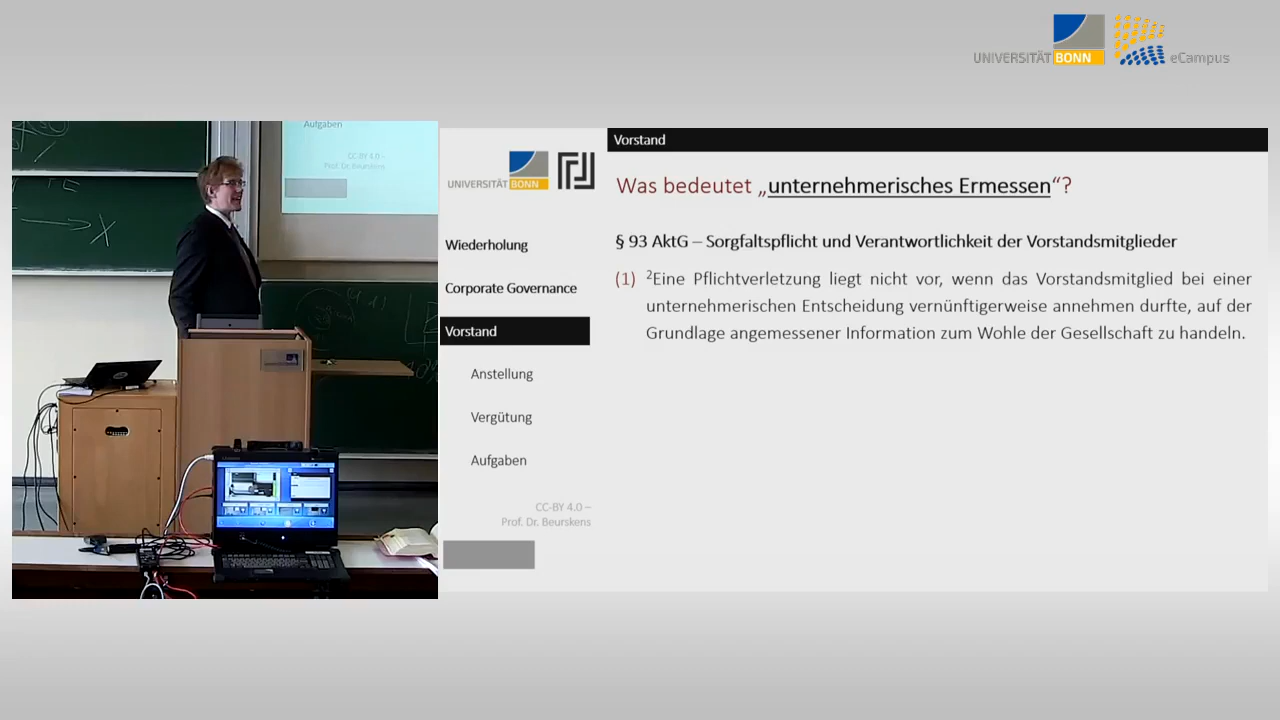 UNIVERSITÄT BONN
eCampus
Aufgaben
CC-BY 4.0 –
Prof. Dr. Beurskens
X
UNIVERSITÄT BONN
Wiederholung
Corporate Governance
Vorstand
Anstellung
Vergütung
Aufgaben
CC-BY 4.0 –
Prof. Dr. Beurskens
Vorstand
Was bedeutet „unternehmerisches Ermessen“?
§ 93 AktG – Sorgfaltspflicht und Verantwortlichkeit der Vorstandsmitglieder
(1) ²Eine Pflichtverletzung liegt nicht vor, wenn das Vorstandsmitglied bei einer
unternehmerischen Entscheidung vernünftigerweise annehmen durfte, auf der
Grundlage angemessener Information zum Wohle der Gesellschaft zu handeln.